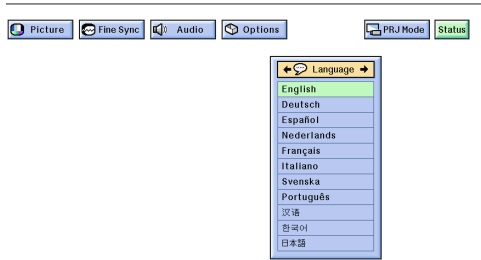 Picture Fine Sync Audio Options PRJ Mode Status
Language
English
Deutsch
Español
Nederlands
Français
Italiano
Svenska
Português
汉语
한국어
日本語